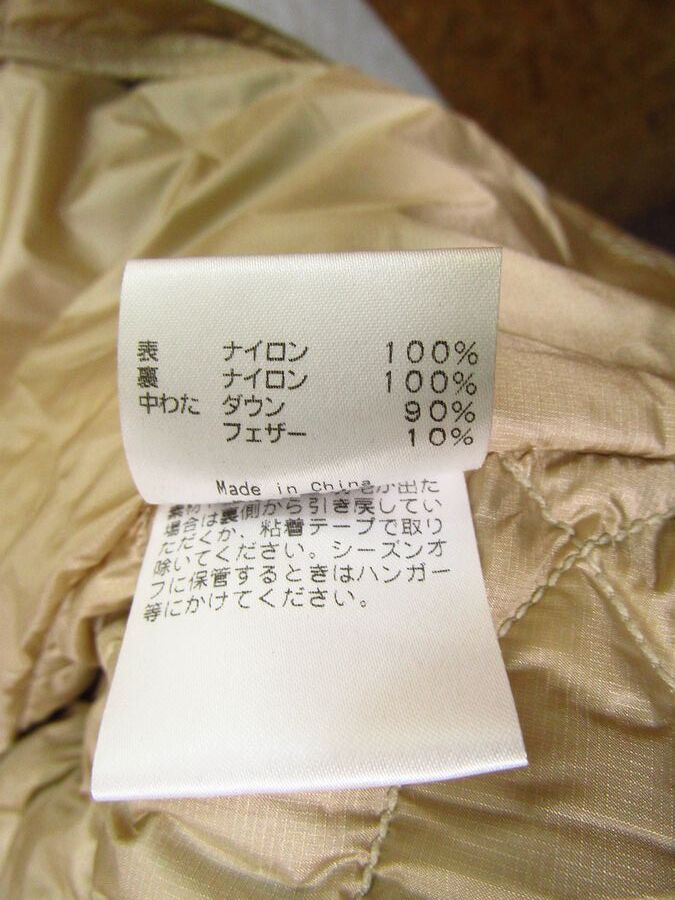 表 ナイロン 100%
裏 ナイロン 100%
中わた ダウン 90%
フェザー 10%
Made in China
が出た
場合は裏側から引き戻してい
ただくか、粘着テープで取り
除いてください。シーズンオ
フに保管するときはハンガー
等にかけてください。